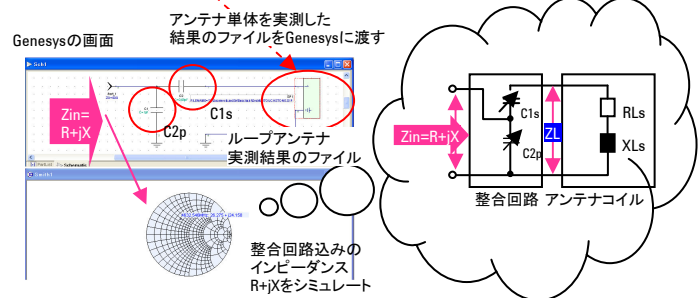 アンテナ単体を実測した
結果のファイルをGenesysに渡す
Genesysの画面
Zin=
R+jX
C1s
C2p
ループアンテナ
実測結果のファイル
整合回路込みの
インピーダンス
R+jXをシミュレート
Zin=R+jX
C1s
C2p
ZL
RLs
XLs
整合回路 アンテナコイル